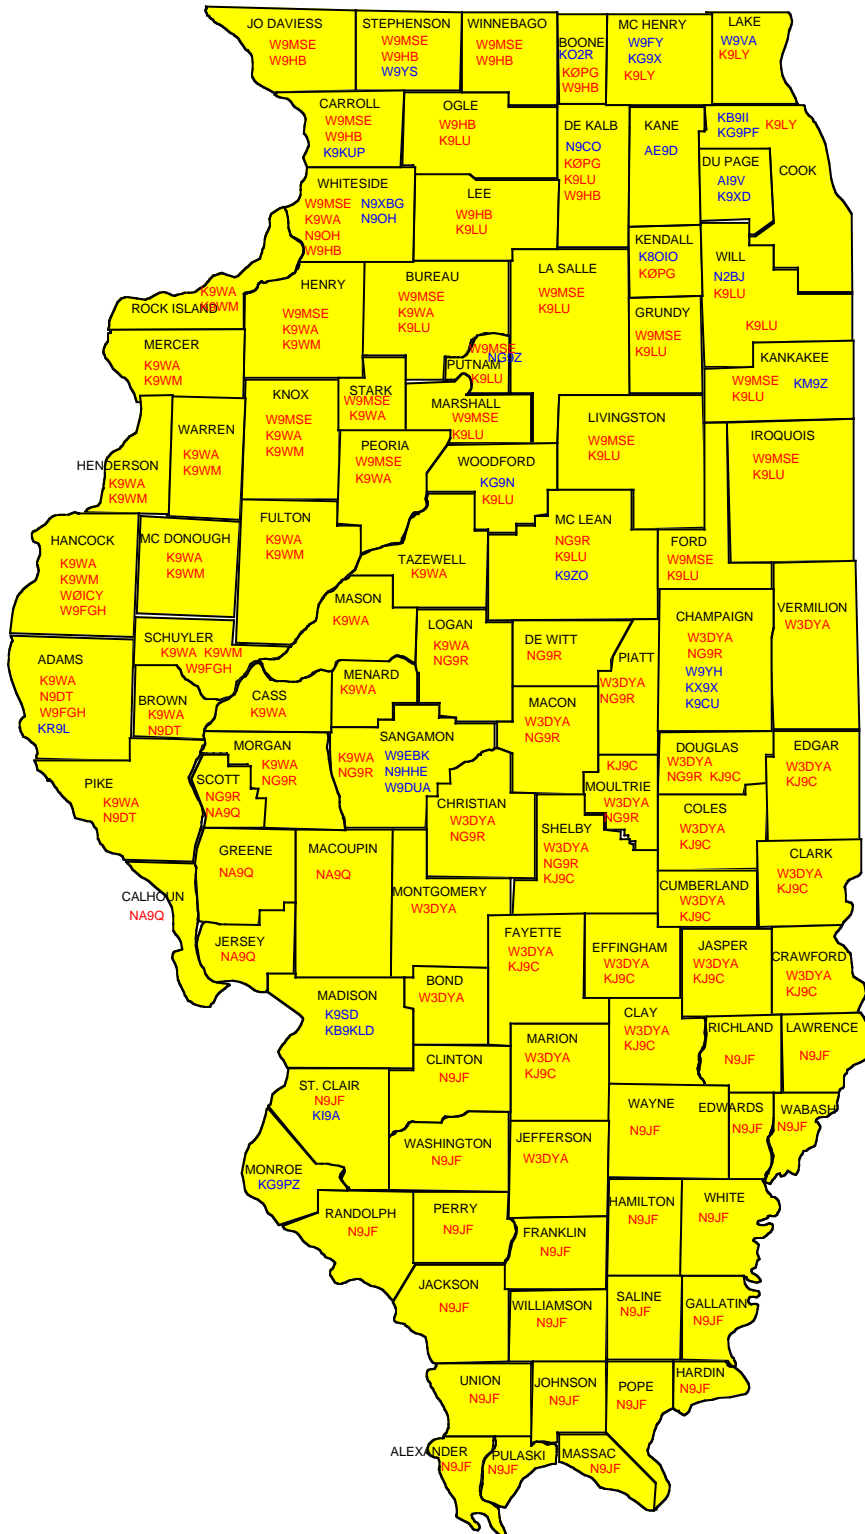 JO DAVIESS
W9MSE
W9HB
STEPHENSON
W9MSE
W9HB
W9YS
WINNEBAGO
W9MSE
W9HB
BOONE
KO2R
KØPG
W9HB
MC HENRY
W9FY
KG9X
K9LY
LAKE
W9VA
K9LY
CARROLL
W9MSE
W9HB
K9KUP
OGLE
W9HB
K9LU
DE KALB
N9CO
KØPG
K9LU
W9HB
KANE
AE9D
KB9II K9LY
KG9PF
COOK
DU PAGE
AI9V
K9XD
WHITESIDE
W9MSE N9XBG
K9WA N9OH
N9OH
W9HB
LEE
W9HB
K9LU
KENDALL
K8OIO
KØPG
WILL
N2BJ
K9LU
K9LU
ROCK ISLAND
K9WA
K9WM
HENRY
W9MSE
K9WA
K9WM
BUREAU
W9MSE
K9WA
K9LU
LA SALLE
W9MSE
K9LU
GRUNDY
W9MSE
K9LU
MERCER
K9WA
K9WM
PUTNAM
W9MSE
NG9Z
K9LU
KANKAKEE
W9MSE KM9Z
K9LU
KNOX
W9MSE
K9WA
K9WM
STARK
W9MSE
K9WA
MARSHALL
W9MSE
K9LU
LIVINGSTON
W9MSE
K9LU
IROQUOIS
W9MSE
K9LU
HENDERSON
K9WA
K9WM
WARREN
K9WA
K9WM
PEORIA
W9MSE
K9WA
WOODFORD
KG9N
K9LU
HANCOCK
K9WA
K9WM
WØICY
W9FGH
MC DONOUGH
K9WA
K9WM
FULTON
K9WA
K9WM
TAZEWELL
K9WA
MC LEAN
NG9R
K9LU
K9ZO
FORD
W9MSE
K9LU
MASON
K9WA
LOGAN
K9WA
NG9R
DE WITT
NG9R
PIATT
W3DYA
NG9R
CHAMPAIGN
W3DYA
NG9R
W9YH
KX9X
K9CU
VERMILION
W3DYA
SCHUYLER
K9WA K9WM
W9FGH
ADAMS
K9WA
N9DT
W9FGH
KR9L
BROWN
K9WA
N9DT
CASS
K9WA
MENARD
K9WA
MACON
W3DYA
NG9R
SANGAMON
K9WA W9EBK
NG9R N9HHE
W9DUA
MORGAN
K9WA
NG9R
SCOTT
NG9R
NA9Q
PIKE
K9WA
N9DT
CHRISTIAN
W3DYA
NG9R
KJ9C
MOULTRIE
W3DYA
NG9R
DOUGLAS
W3DYA
NG9R KJ9C
EDGAR
W3DYA
KJ9C
COLES
W3DYA
KJ9C
SHELBY
W3DYA
NG9R
KJ9C
GREENE
NA9Q
MACOUPIN
NA9Q
CLARK
W3DYA
KJ9C
CALHOUN
NA9Q
MONTGOMERY
W3DYA
CUMBERLAND
W3DYA
KJ9C
JERSEY
NA9Q
FAYETTE
W3DYA
KJ9C
EFFINGHAM
W3DYA
KJ9C
JASPER
W3DYA
KJ9C
CRAWFORD
W3DYA
KJ9C
MADISON
K9SD
KB9KLD
BOND
W3DYA
CLAY
W3DYA
KJ9C
RICHLAND
N9JF
LAWRENCE
N9JF
MARION
W3DYA
KJ9C
CLINTON
N9JF
ST. CLAIR
N9JF
KI9A
WAYNE
N9JF
EDWARDS
N9JF
WABASH
N9JF
WASHINGTON
N9JF
JEFFERSON
W3DYA
MONROE
KG9PZ
RANDOLPH
N9JF
PERRY
N9JF
HAMILTON
N9JF
WHITE
N9JF
FRANKLIN
N9JF
JACKSON
N9JF
WILLIAMSON
N9JF
SALINE
N9JF
GALLATIN
N9JF
UNION
N9JF
JOHNSON
N9JF
POPE
N9JF
HARDIN
N9JF
ALEXANDER
N9JF
PULASKI
N9JF
MASSAC
N9JF